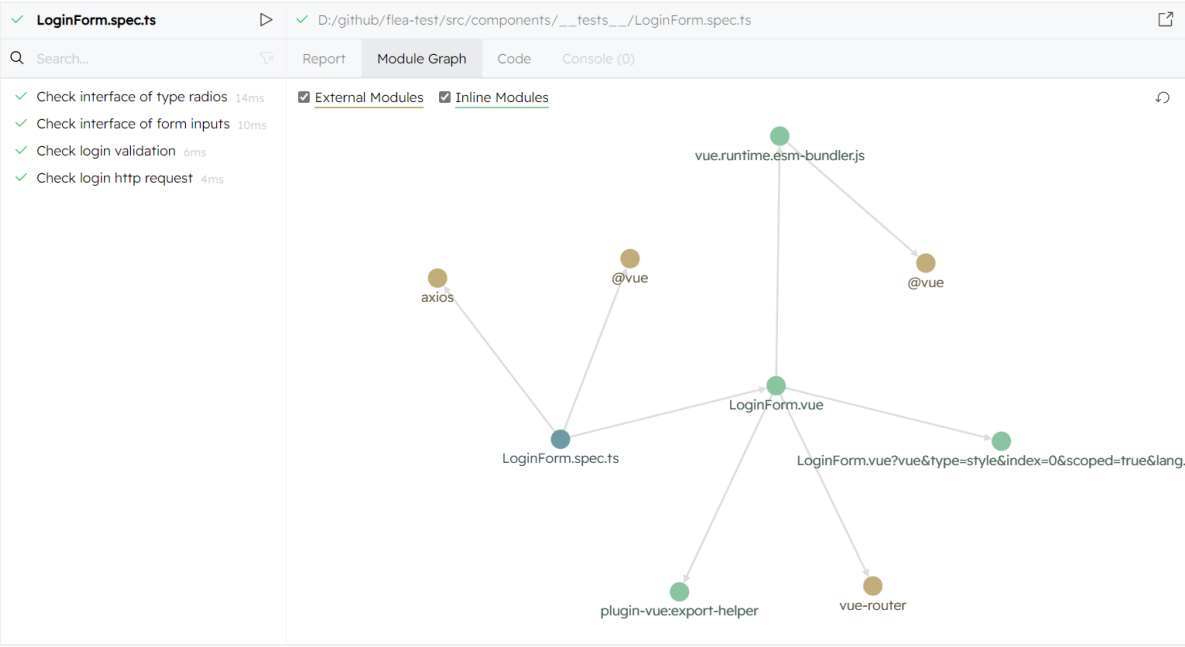 LoginForm.spec.ts
D:/github/flea-test/src/components/__tests__/LoginForm.spec.ts
Search...
Report
Module Graph
Code
Console (0)
Check interface of type radios 14ms
Check interface of form inputs 10ms
Check login validation 6ms
Check login http request 4ms
External Modules
Inline Modules
vue.runtime.esm-bundler.js
@vue
@vue
axios
LoginForm.vue
LoginForm.spec.ts
LoginForm.vue?vue&type=style&index=0&scoped=true&lang.
plugin-vue:export-helper
vue-router